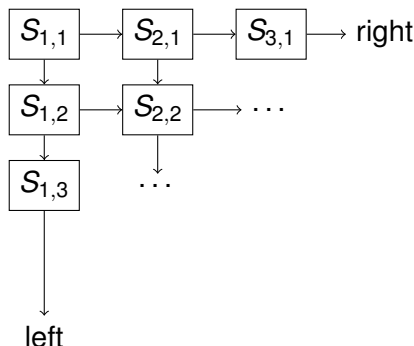 S1,1 S2,1 S3,1 right
S1,2 S2,2 ...
S1,3 ...
left